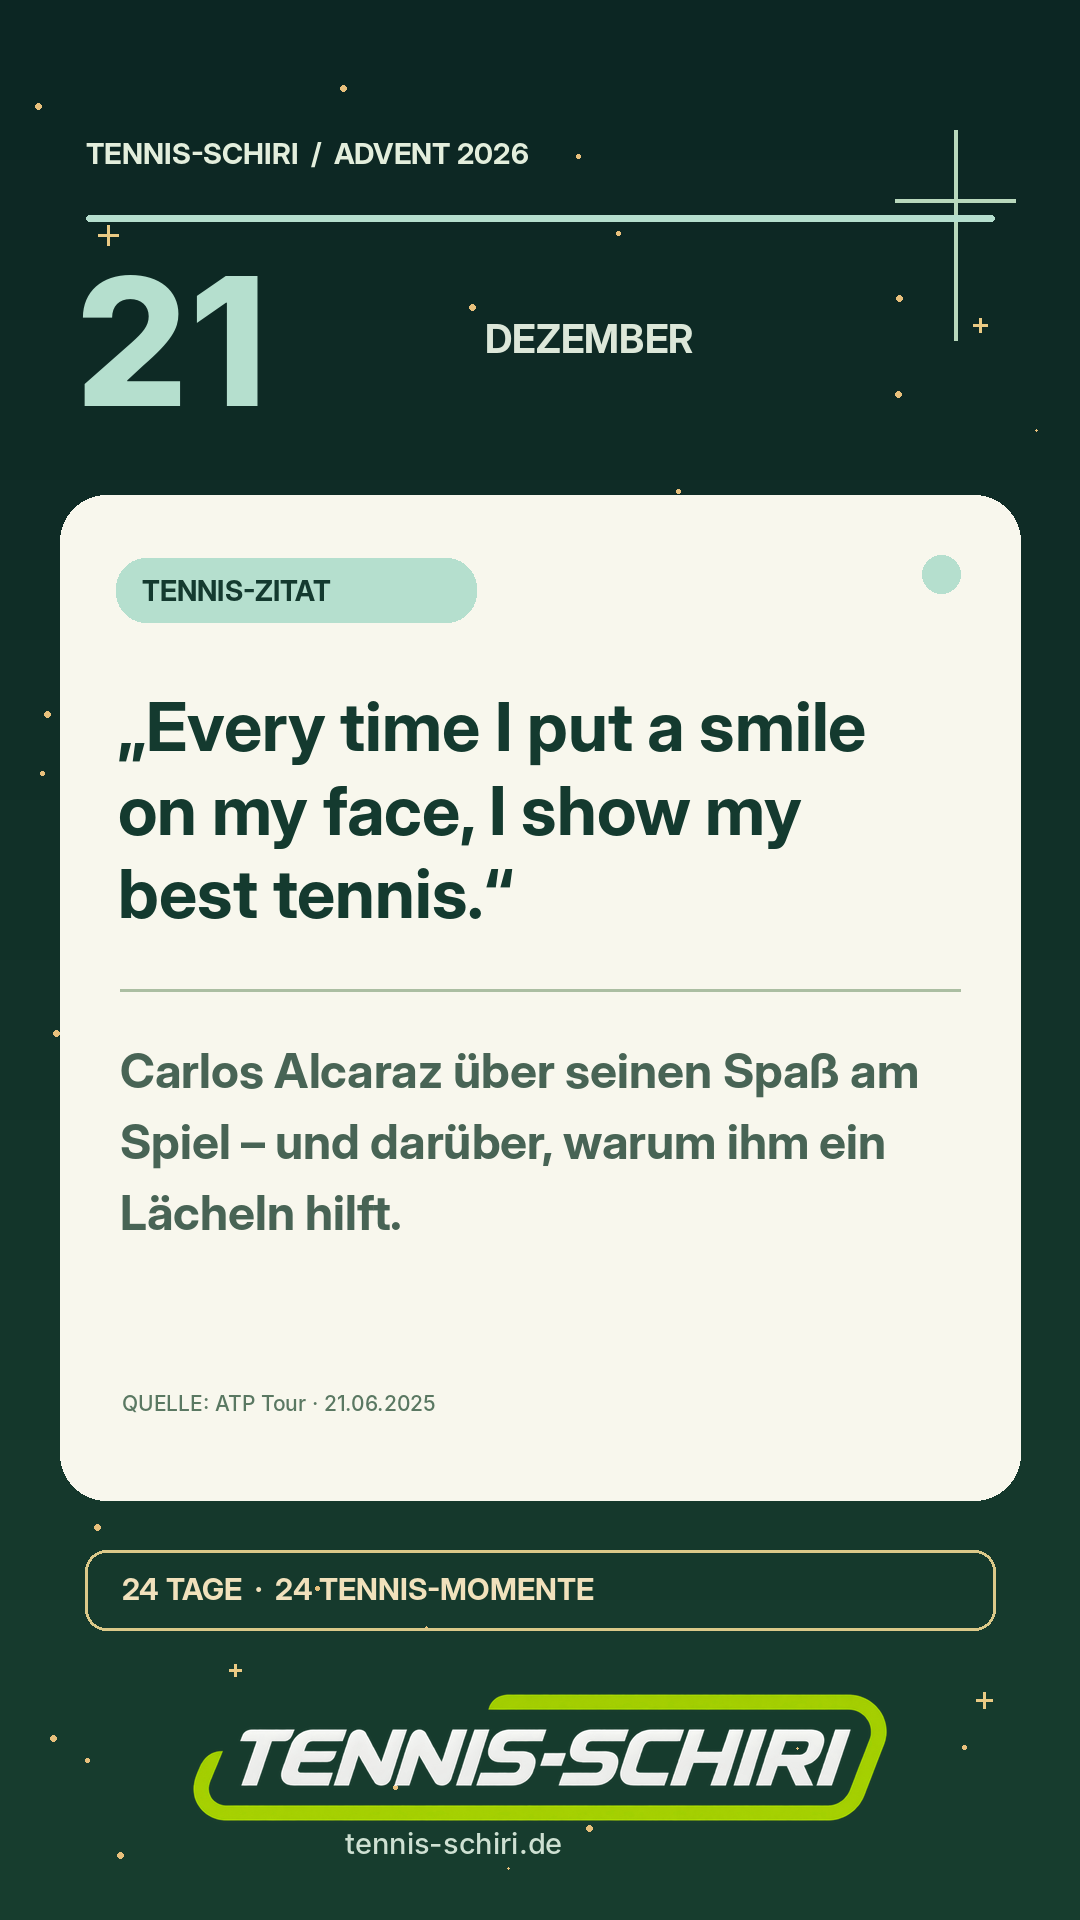 TENNIS-SCHIRI / ADVENT 2026
21
DEZEMBER
TENNIS-ZITAT
„Every time I put a smile
on my face, I show my
best tennis.“
Carlos Alcaraz über seinen Spaß am
Spiel – und darüber, warum ihm ein
Lächeln hilft.
QUELLE: ATP Tour · 21.06.2025
24 TAGE · 24 TENNIS-MOMENTE
TENNIS-SCHIRI
tennis-schiri.de